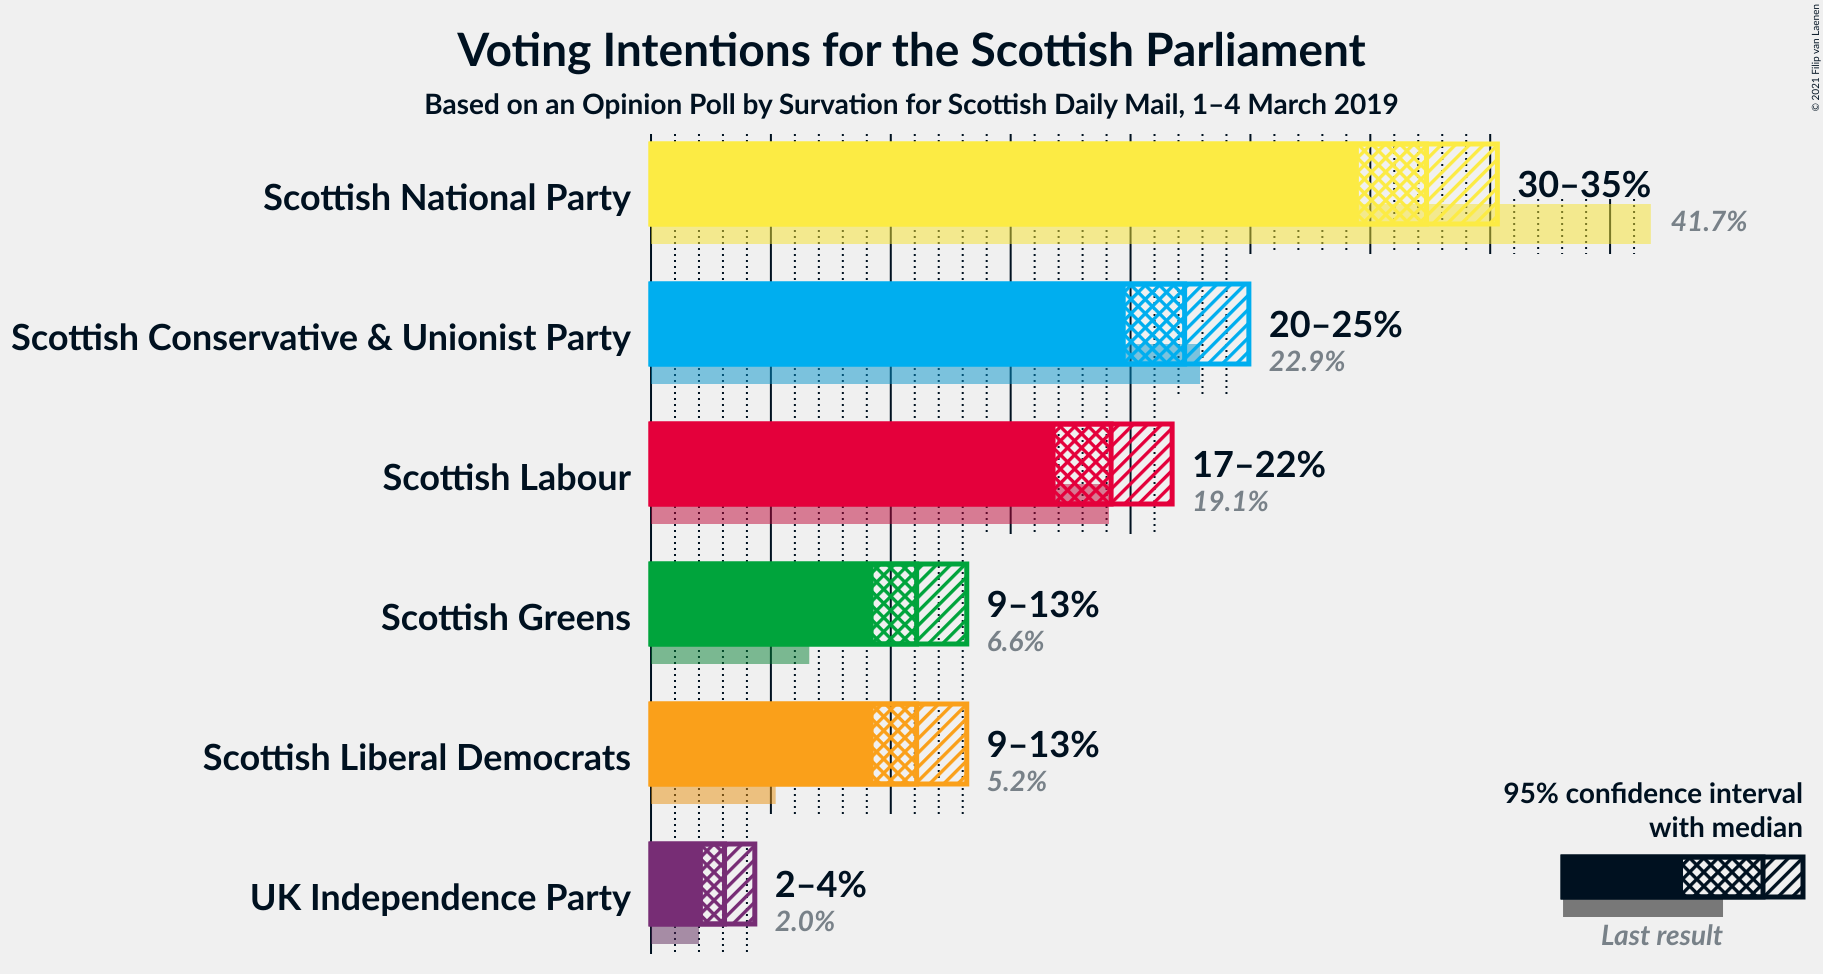 Voting Intentions for the Scottish Parliament
Based on an Opinion Poll by Survation for Scottish Daily Mail, 1–4 March 2019
© 2021 Filip van Laenen
Scottish National Party
30–35%
41.7%
Scottish Conservative & Unionist Party
20–25%
22.9%
Scottish Labour
17–22%
19.1%
Scottish Greens
9–13%
6.6%
Scottish Liberal Democrats
9–13%
5.2%
UK Independence Party
2–4%
2.0%
95% confidence interval
with median
Last result